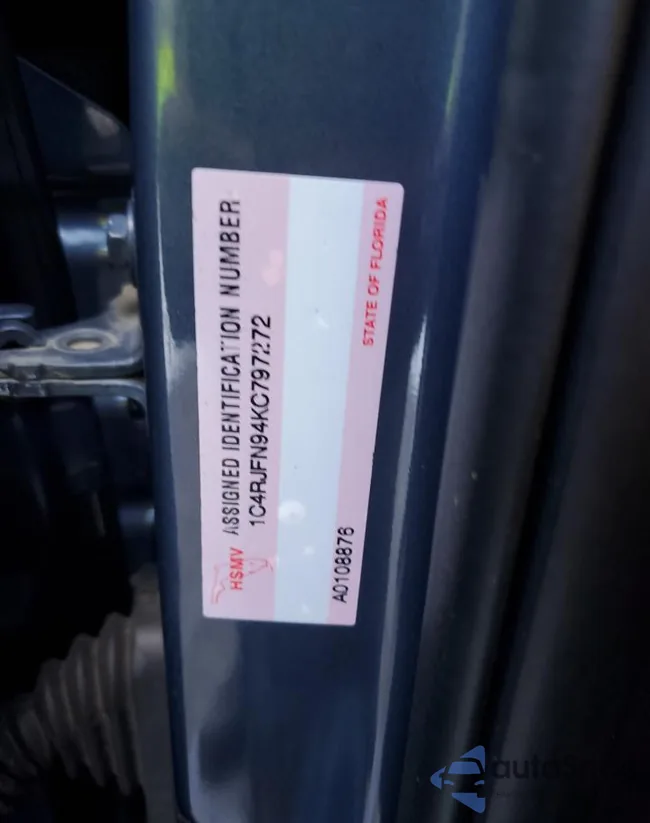 ASSIGNED IDENTIFICATION NUMBER
1C4RJFN94KC797272
HSMV
STATE OF FLORIDA
A0108876